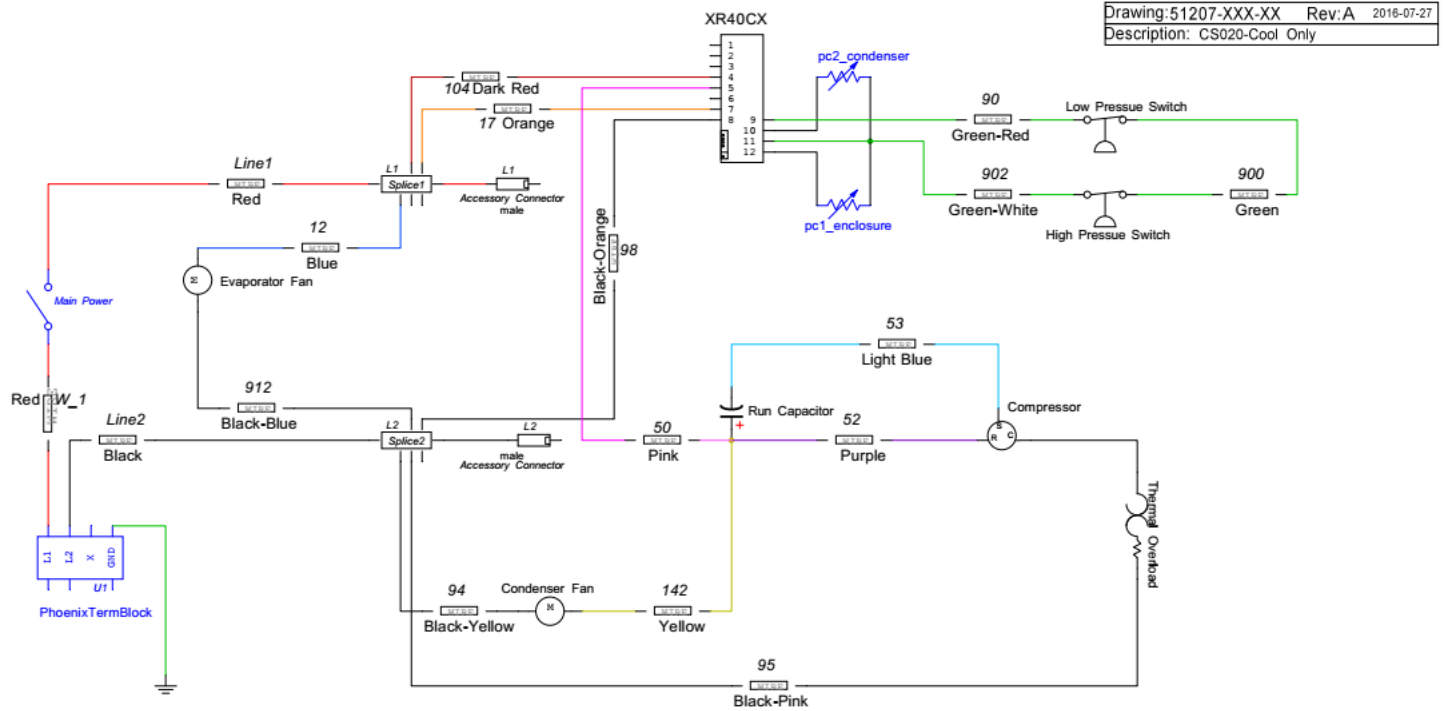 Drawing:51207-XXX-XX Rev:A 2016-07-27
Description: CS020-Cool Only
XR40CX
1
2
3
4
5
6
7
8
9
10
11
12
pc2_condenser
pc1_enclosure
104 Dark Red
17 Orange
90
Green-Red
Low Pressue Switch
902
Green-White
High Pressue Switch
900
Green
Line1
Red
L1
Splice1
L1
Accessory Connector
male
12
Blue
M
Evaporator Fan
Main Power
Black-Orange
98
53
Light Blue
Red
W_1
912
Black-Blue
Line2
Black
L2
Splice2
L2
male
Accessory Connector
50
Pink
Run Capacitor
+
52
Purple
Compressor
S
R
C
Thermal Overload
L1
L2
X
GND
U1
PhoenixTermBlock
94
Black-Yellow
Condenser Fan
M
142
Yellow
95
Black-Pink